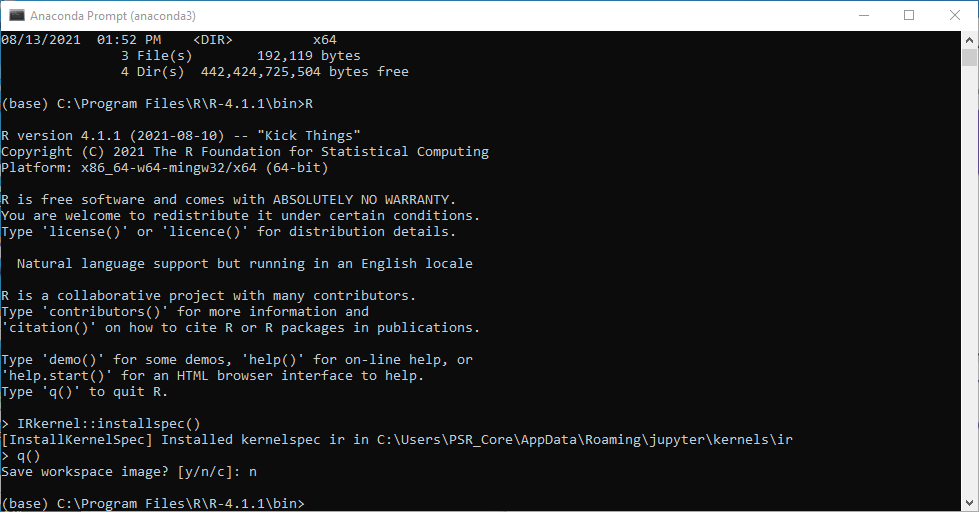 Anaconda Prompt (anaconda3)
08/13/2021  01:52 PM    <DIR>          x64
               3 File(s)        192,119 bytes
               4 Dir(s)  442,424,725,504 bytes free
(base) C:\Program Files\R\R-4.1.1\bin>R
R version 4.1.1 (2021-08-10) -- "Kick Things"
Copyright (C) 2021 The R Foundation for Statistical Computing
Platform: x86_64-w64-mingw32/x64 (64-bit)
R is free software and comes with ABSOLUTELY NO WARRANTY.
You are welcome to redistribute it under certain conditions.
Type 'license()' or 'licence()' for distribution details.
  Natural language support but running in an English locale
R is a collaborative project with many contributors.
Type 'contributors()' for more information and
'citation()' on how to cite R or R packages in publications.
Type 'demo()' for some demos, 'help()' for on-line help, or
'help.start()' for an HTML browser interface to help.
Type 'q()' to quit R.
> IRkernel::installspec()
[InstallKernelSpec] Installed kernelspec ir in C:\Users\PSR_Core\AppData\Roaming\jupyter\kernels\ir
> q()
Save workspace image? [y/n/c]: n
(base) C:\Program Files\R\R-4.1.1\bin>